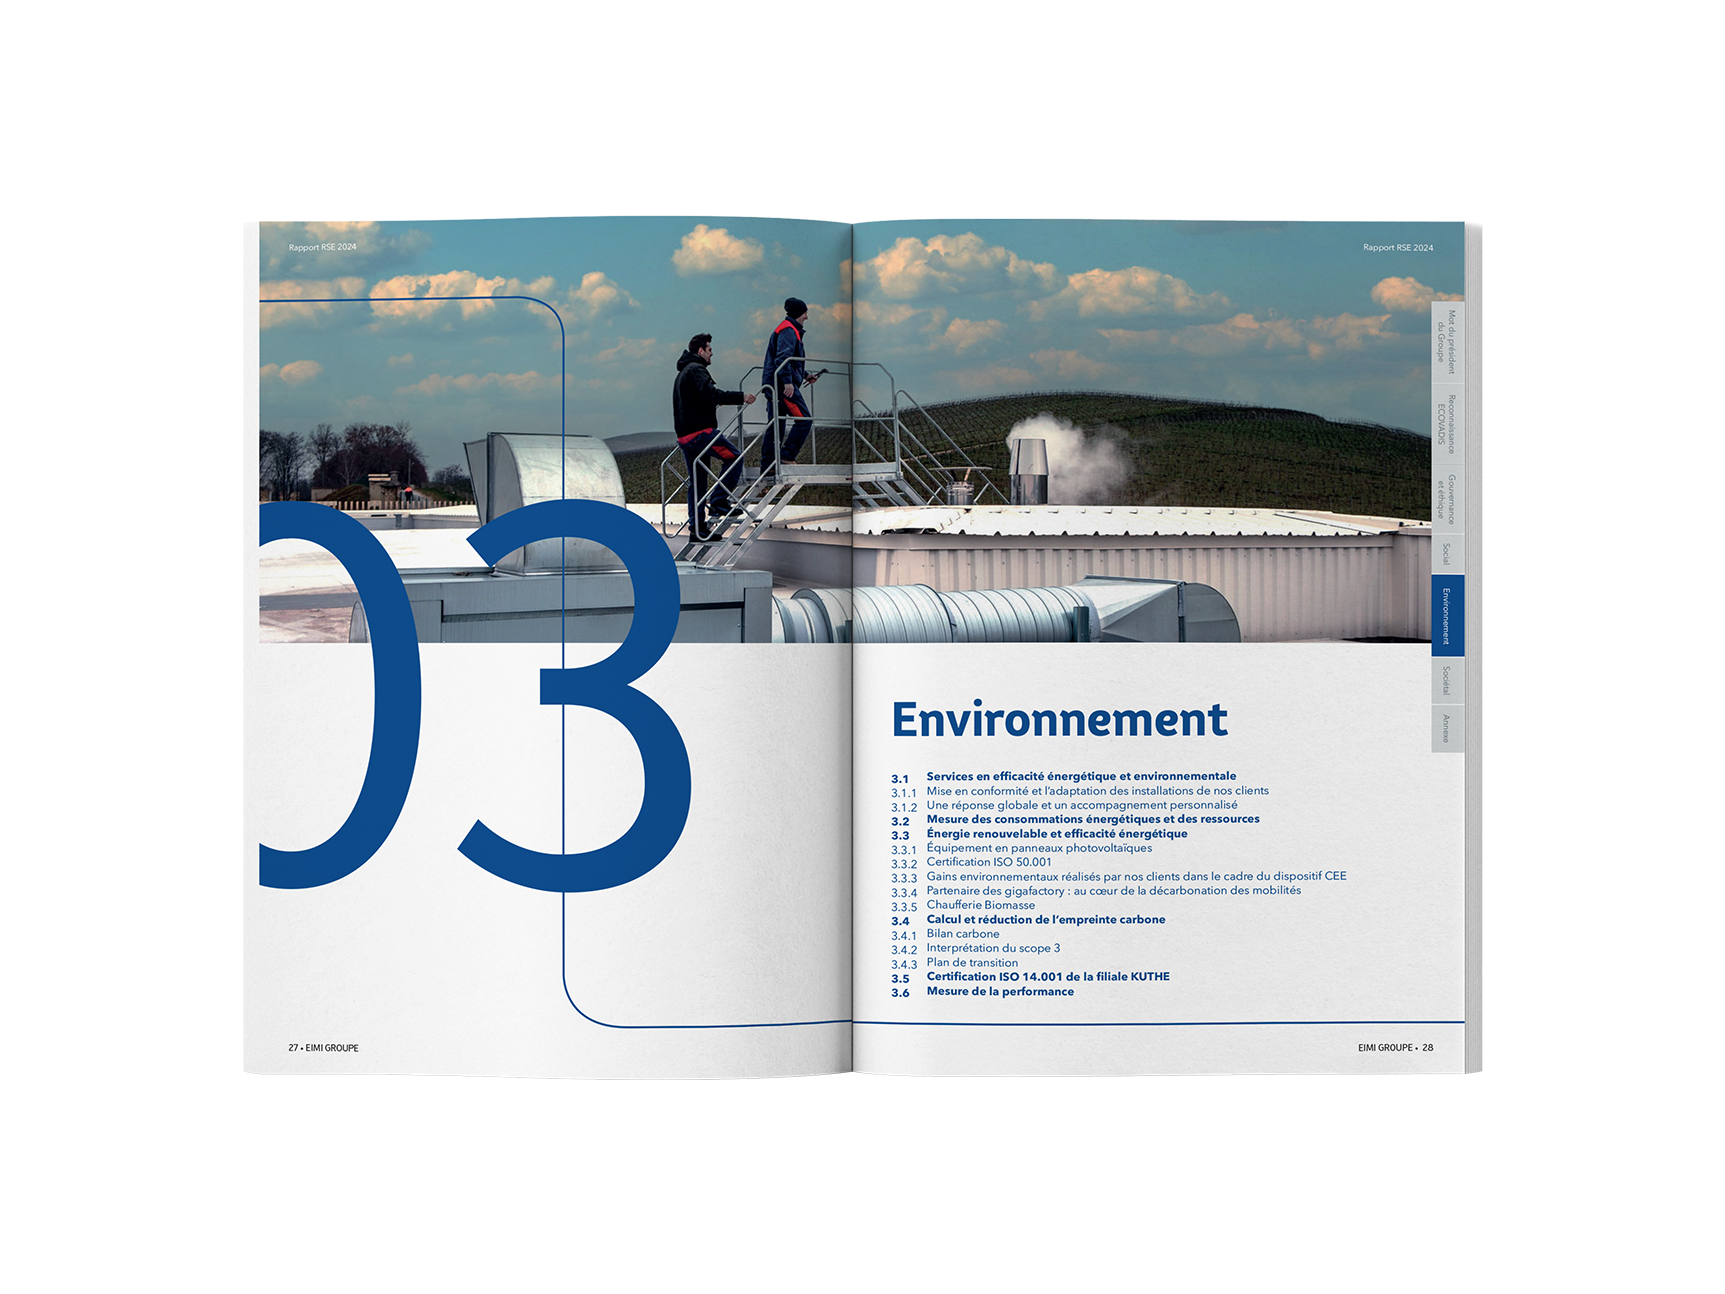 Rapport RSE 2024
03
27 • EIMI GROUPE
Rapport RSE 2024
Mot du président
du Groupe
Reconnaissance
ECOVADIS
Gouvernance
et éthique
Social
Environnement
Sociétal
Annexe
Environnement
3.1 Services en efficacité énergétique et environnementale
3.1.1 Mise en conformité et l’adaptation des installations de nos clients
3.1.2 Une réponse globale et un accompagnement personnalisé
3.2 Mesure des consommations énergétiques et des ressources
3.3 Énergie renouvelable et efficacité énergétique
3.3.1 Équipement en panneaux photovoltaïques
3.3.2 Certification ISO 50.001
3.3.3 Gains environnementaux réalisés par nos clients dans le cadre du dispositif CEE
3.3.4 Partenaire des gigafactory : au cœur de la décarbonation des mobilités
3.3.5 Chaufferie Biomasse
3.4 Calcul et réduction de l’empreinte carbone
3.4.1 Bilan carbone
3.4.2 Interprétation du scope 3
3.4.3 Plan de transition
3.5 Certification ISO 14.001 de la filiale KUTHE
3.6 Mesure de la performance
EIMI GROUPE • 28